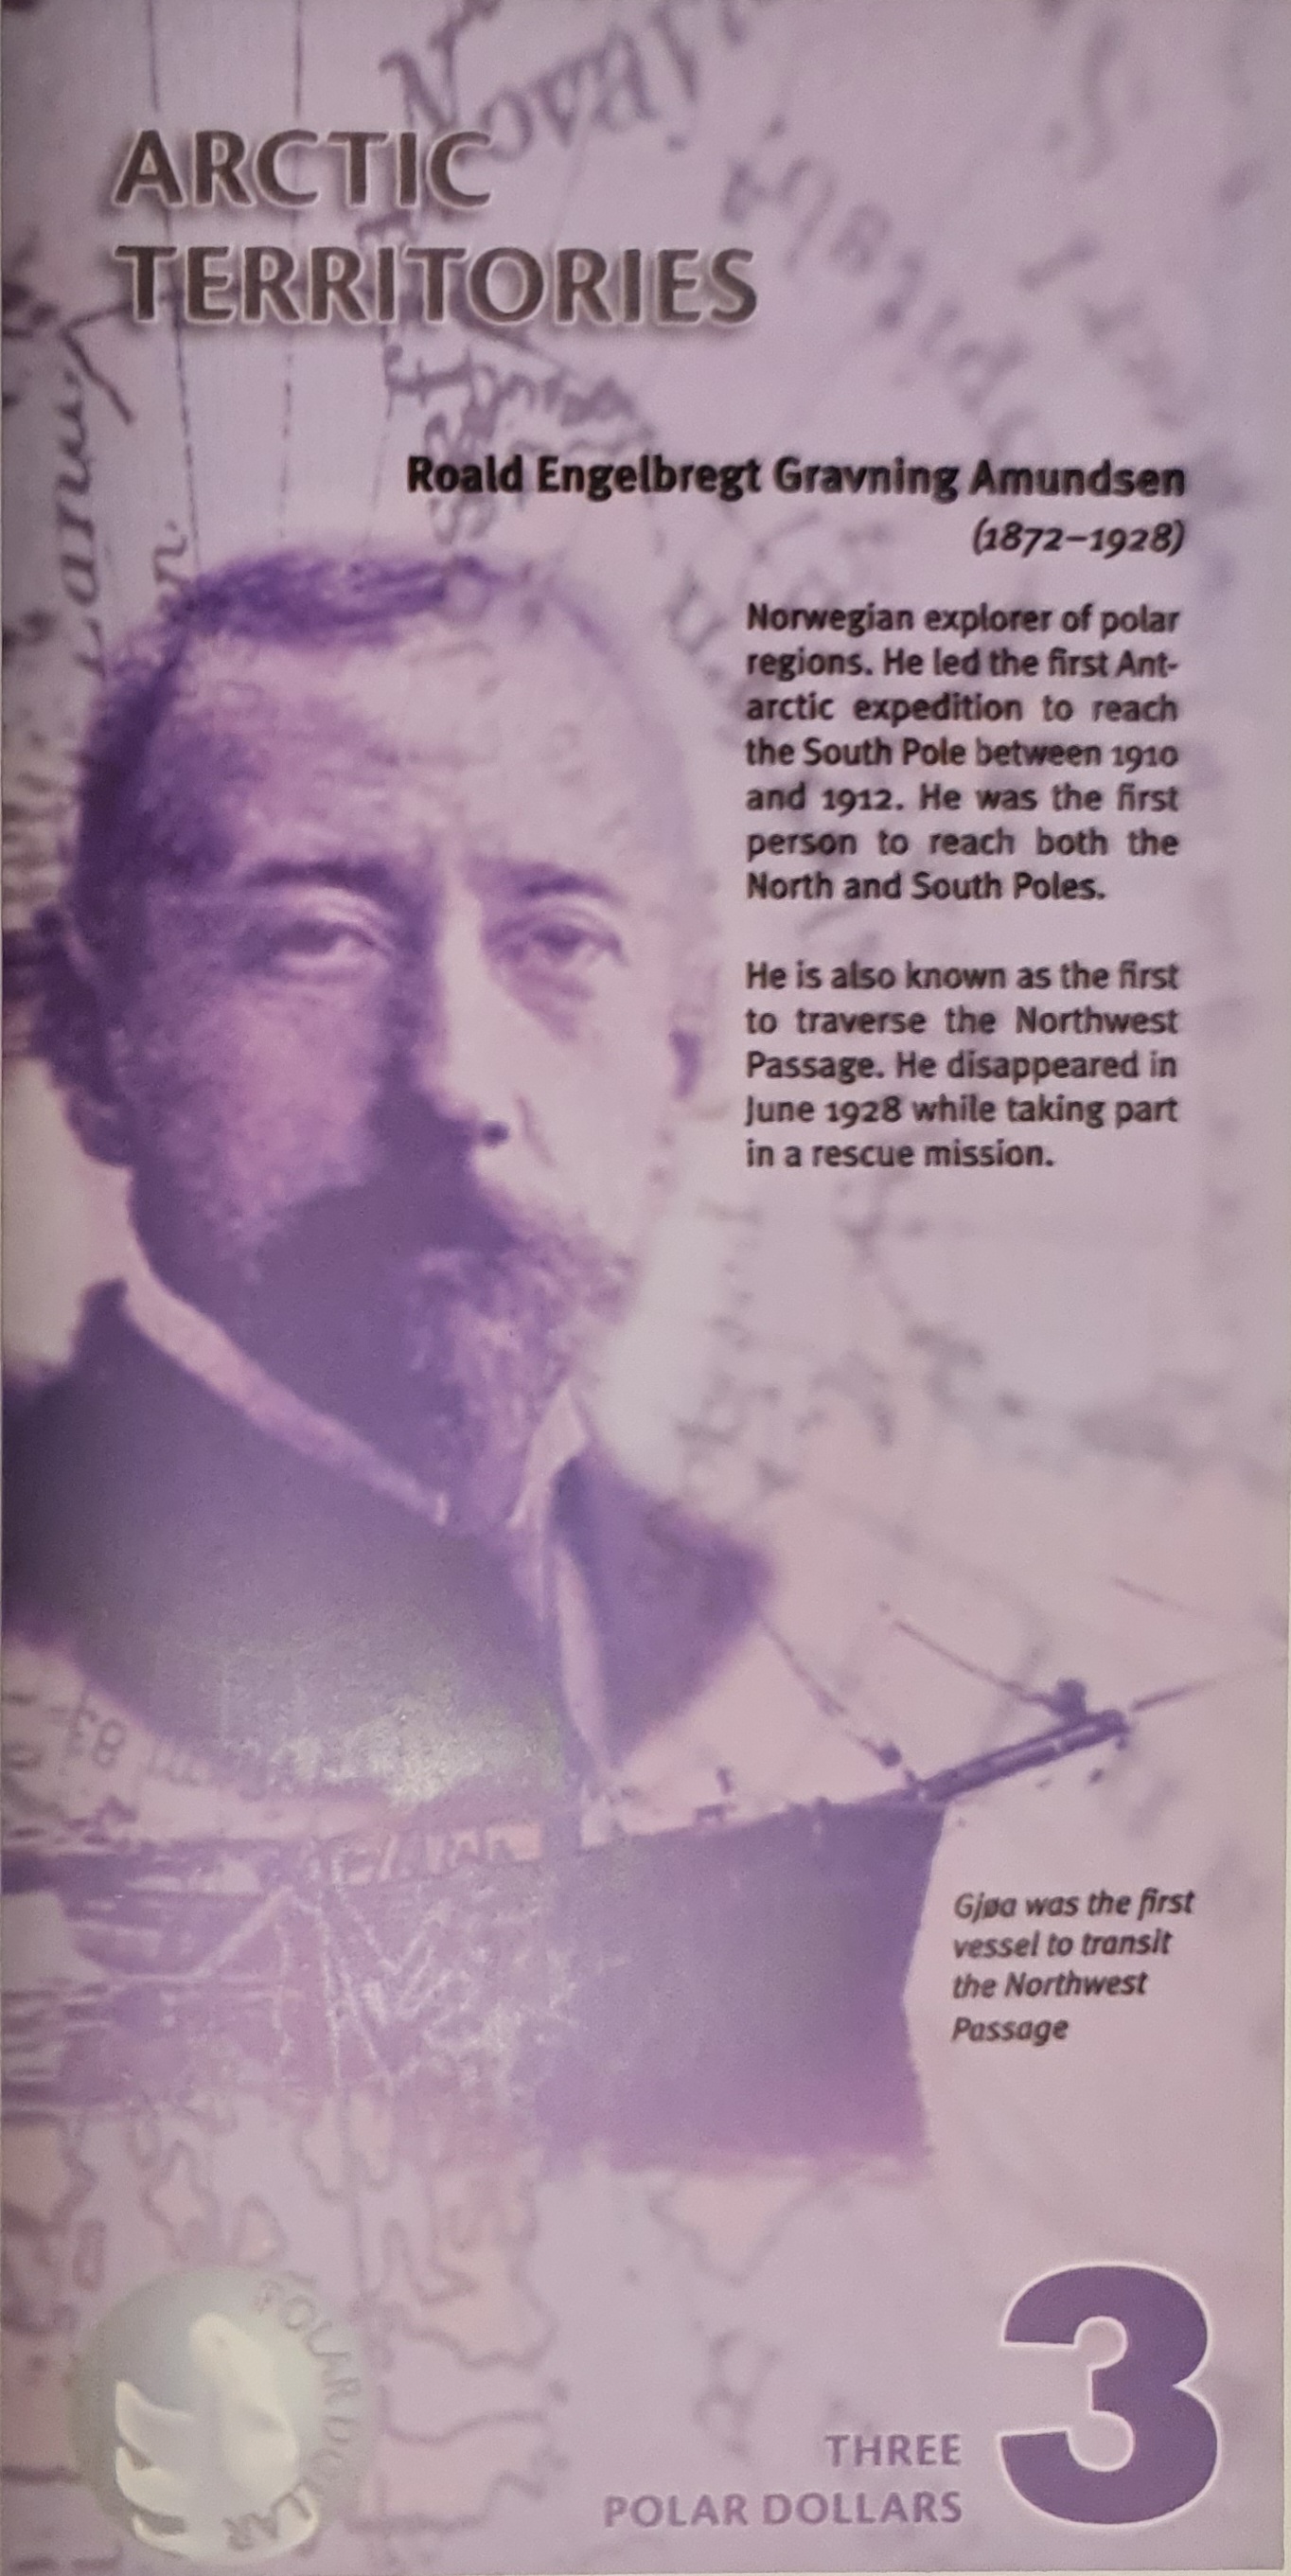 ARCTIC
TERRITORIES
Roald Engelbregt Gravning Amundsen
(1872–1928)
Norwegian explorer of polar
regions. He led the first Ant-
arctic expedition to reach
the South Pole between 1910
and 1912. He was the first
person to reach both the
North and South Poles.
He is also known as the first
to traverse the Northwest
Passage. He disappeared in
June 1928 while taking part
in a rescue mission.
Gjøa was the first
vessel to transit
the Northwest
Passage
3
THREE
POLAR DOLLARS
POLAR DOLLAR
83